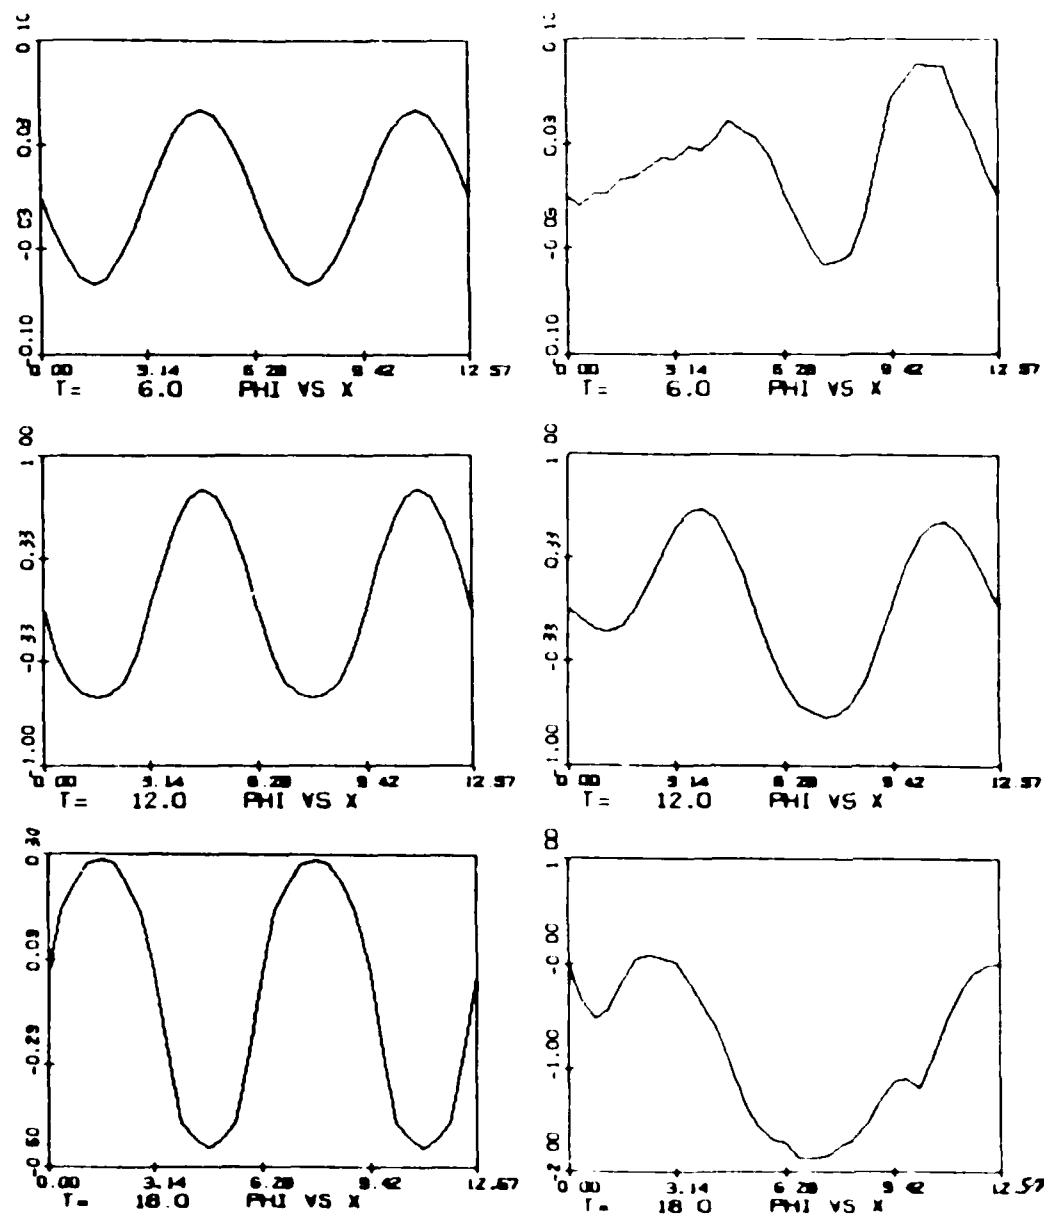 0.10
0.03
-0.03
-0.10
0.00 3.14 6.28 9.42 12.57
T= 6.0 PHI VS X
0.10
0.03
-0.03
-0.10
0.00 3.14 6.28 9.42 12.57
T= 6.0 PHI VS X
1.00
0.33
-0.33
-1.00
0.00 3.14 6.28 9.42 12.57
T= 12.0 PHI VS X
1.00
0.33
-0.33
-1.00
0.00 3.14 6.28 9.42 12.57
T= 12.0 PHI VS X
0.30
-0.60
0.00 3.14 6.28 9.42 12.57
T= 18.0 PHI VS X
1.00
-0.00
-1.00
-2.00
0.00 3.14 6.28 9.42 12.57
T= 18.0 PHI VS X